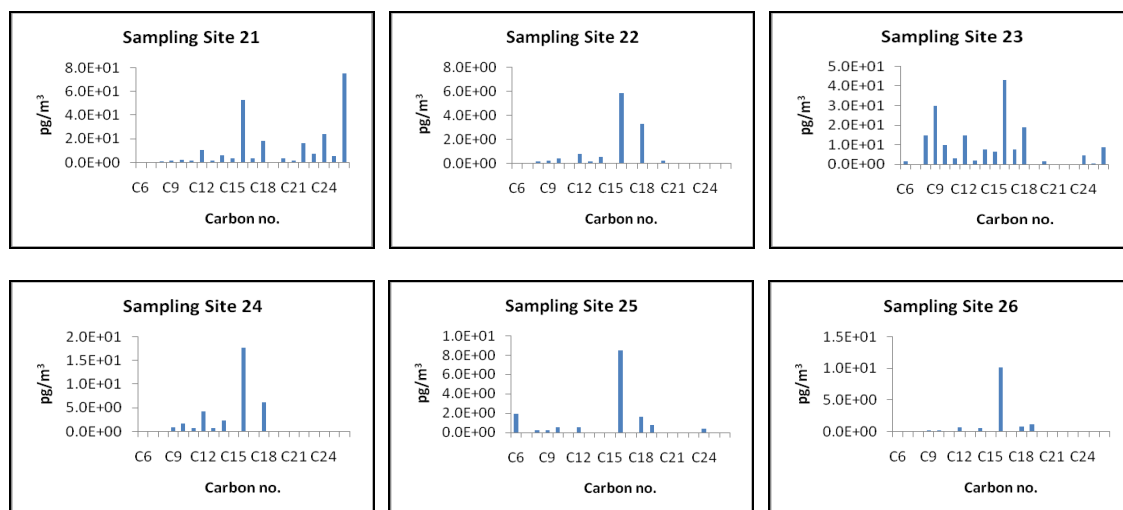 Sampling Site 21
pg/m³
8.0E+01
6.0E+01
4.0E+01
2.0E+01
0.0E+00
C6 C9 C12 C15 C18 C21 C24
Carbon no.
Sampling Site 22
pg/m³
8.0E+00
6.0E+00
4.0E+00
2.0E+00
0.0E+00
C6 C9 C12 C15 C18 C21 C24
Carbon no.
Sampling Site 23
pg/m³
5.0E+01
4.0E+01
3.0E+01
2.0E+01
1.0E+01
0.0E+00
C6 C9 C12 C15 C18 C21 C24
Carbon no.
Sampling Site 24
pg/m³
2.0E+01
1.5E+01
1.0E+01
5.0E+00
0.0E+00
C6 C9 C12 C15 C18 C21 C24
Carbon no.
Sampling Site 25
pg/m³
1.0E+01
8.0E+00
6.0E+00
4.0E+00
2.0E+00
0.0E+00
C6 C9 C12 C15 C18 C21 C24
Carbon no.
Sampling Site 26
pg/m³
1.5E+01
1.0E+01
5.0E+00
0.0E+00
C6 C9 C12 C15 C18 C21 C24
Carbon no.